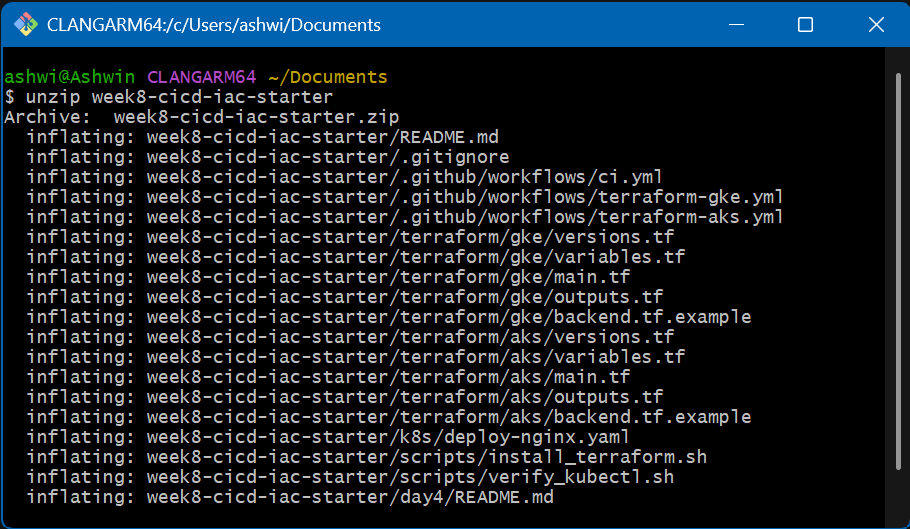 CLANGARM64:/c/Users/ashwi/Documents
ashwi@Ashwin CLANGARM64 ~/Documents
$ unzip week8-cicd-iac-starter
Archive:  week8-cicd-iac-starter.zip
  inflating: week8-cicd-iac-starter/README.md
  inflating: week8-cicd-iac-starter/.gitignore
  inflating: week8-cicd-iac-starter/.github/workflows/ci.yml
  inflating: week8-cicd-iac-starter/.github/workflows/terraform-gke.yml
  inflating: week8-cicd-iac-starter/.github/workflows/terraform-aks.yml
  inflating: week8-cicd-iac-starter/terraform/gke/versions.tf
  inflating: week8-cicd-iac-starter/terraform/gke/variables.tf
  inflating: week8-cicd-iac-starter/terraform/gke/main.tf
  inflating: week8-cicd-iac-starter/terraform/gke/outputs.tf
  inflating: week8-cicd-iac-starter/terraform/gke/backend.tf.example
  inflating: week8-cicd-iac-starter/terraform/aks/versions.tf
  inflating: week8-cicd-iac-starter/terraform/aks/variables.tf
  inflating: week8-cicd-iac-starter/terraform/aks/main.tf
  inflating: week8-cicd-iac-starter/terraform/aks/outputs.tf
  inflating: week8-cicd-iac-starter/terraform/aks/backend.tf.example
  inflating: week8-cicd-iac-starter/k8s/deploy-nginx.yaml
  inflating: week8-cicd-iac-starter/scripts/install_terraform.sh
  inflating: week8-cicd-iac-starter/scripts/verify_kubectl.sh
  inflating: week8-cicd-iac-starter/day4/README.md